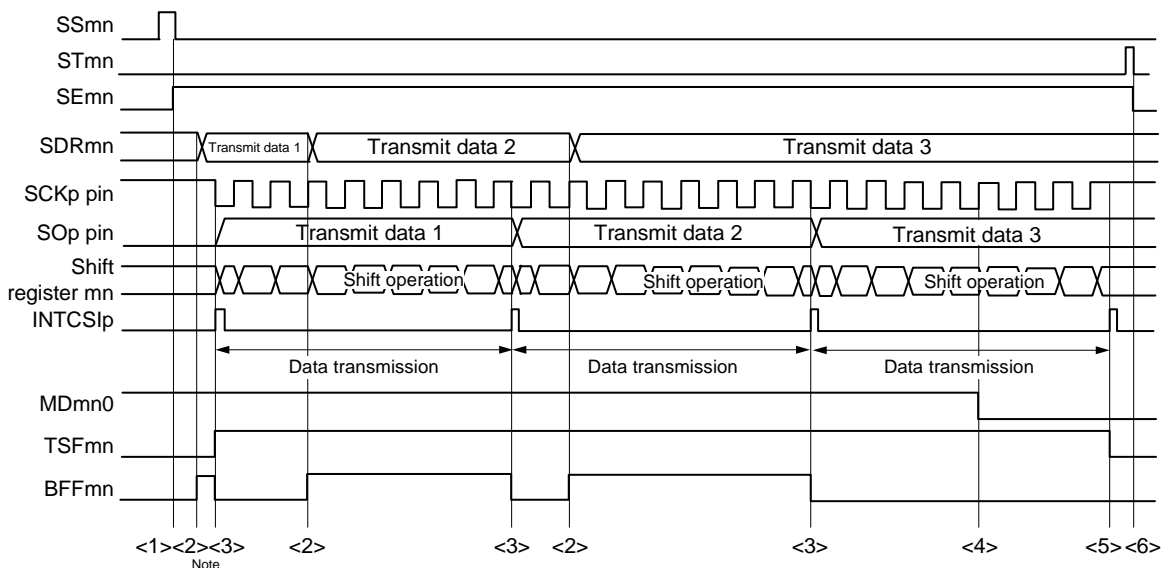 SSmn
STmn
SEmn
SDRmn Transmit data 1 Transmit data 2 Transmit data 3
SCKp pin
SOp pin Transmit data 1 Transmit data 2 Transmit data 3
Shift
register mn Shift operation Shift operation Shift operation
INTCSIp
Data transmission Data transmission Data transmission
MDmn0
TSFmn
BFFmn
<1> <2> <3> <2> <3> <2> <3> <4> <5> <6>
Note